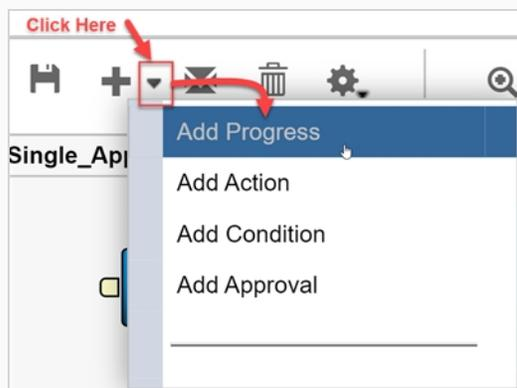 Click Here
Add Progress
Single_App
Add Action
Add Condition
Add Approval